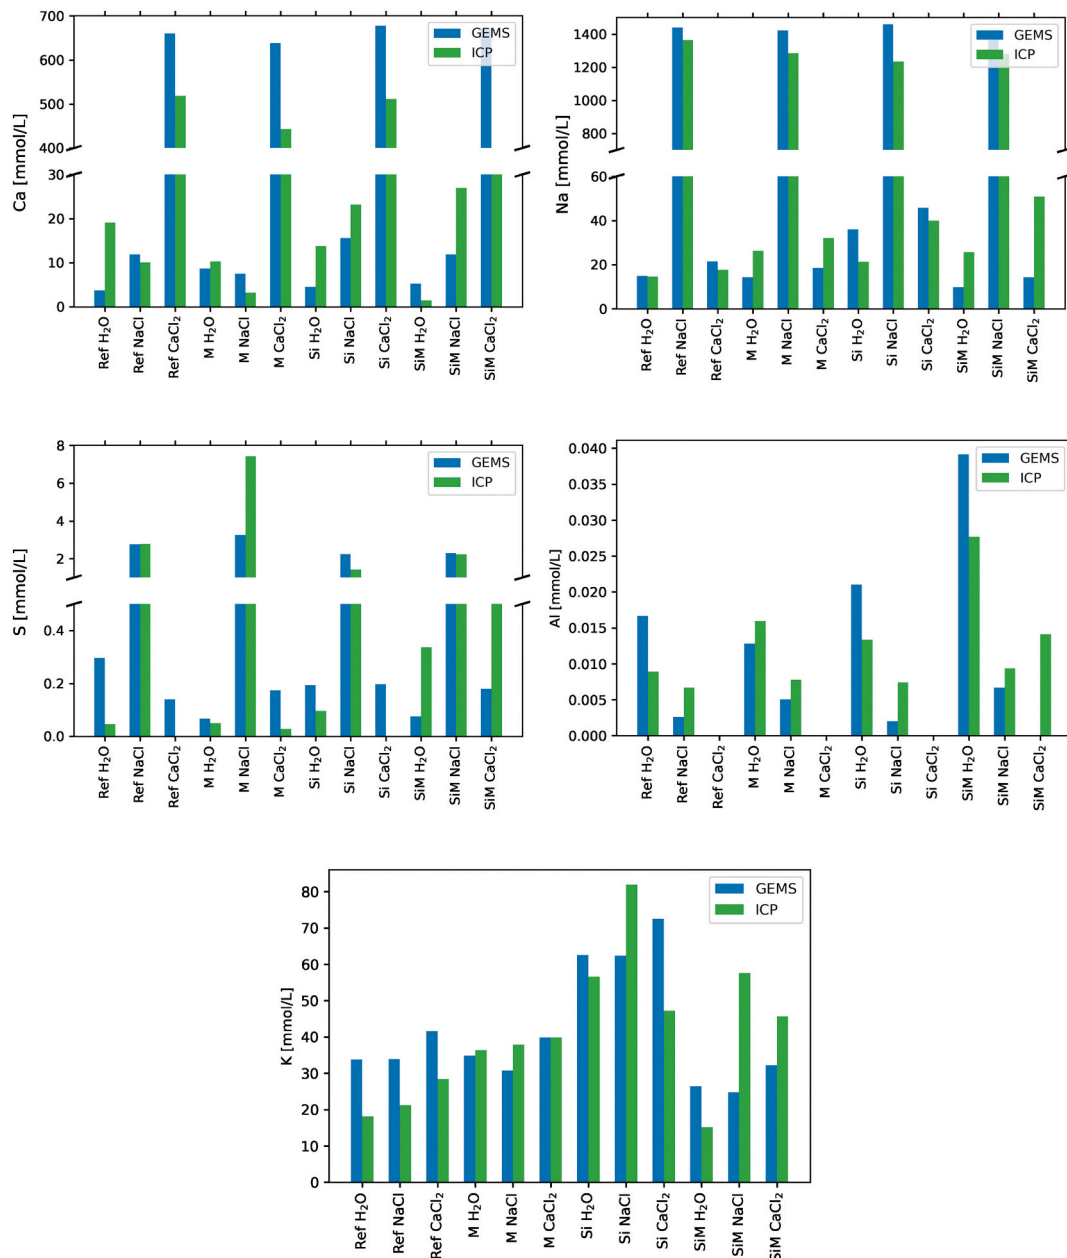 700
600
500
400
30
20
10
0
Ca [mmol/L]
GEMS
ICP
Ref H₂O
Ref NaCl
Ref CaCl₂
M H₂O
M NaCl
M CaCl₂
Si H₂O
Si NaCl
Si CaCl₂
SiM H₂O
SiM NaCl
SiM CaCl₂
1400
1200
1000
800
60
40
20
0
Na [mmol/L]
GEMS
ICP
Ref H₂O
Ref NaCl
Ref CaCl₂
M H₂O
M NaCl
M CaCl₂
Si H₂O
Si NaCl
Si CaCl₂
SiM H₂O
SiM NaCl
SiM CaCl₂
8
6
4
2
0.4
0.2
0.0
S [mmol/L]
GEMS
ICP
Ref H₂O
Ref NaCl
Ref CaCl₂
M H₂O
M NaCl
M CaCl₂
Si H₂O
Si NaCl
Si CaCl₂
SiM H₂O
SiM NaCl
SiM CaCl₂
0.040
0.035
0.030
0.025
0.020
0.015
0.010
0.005
0.000
Al [mmol/L]
GEMS
ICP
Ref H₂O
Ref NaCl
Ref CaCl₂
M H₂O
M NaCl
M CaCl₂
Si H₂O
Si NaCl
Si CaCl₂
SiM H₂O
SiM NaCl
SiM CaCl₂
80
70
60
50
40
30
20
10
0
K [mmol/L]
GEMS
ICP
Ref H₂O
Ref NaCl
Ref CaCl₂
M H₂O
M NaCl
M CaCl₂
Si H₂O
Si NaCl
Si CaCl₂
SiM H₂O
SiM NaCl
SiM CaCl₂